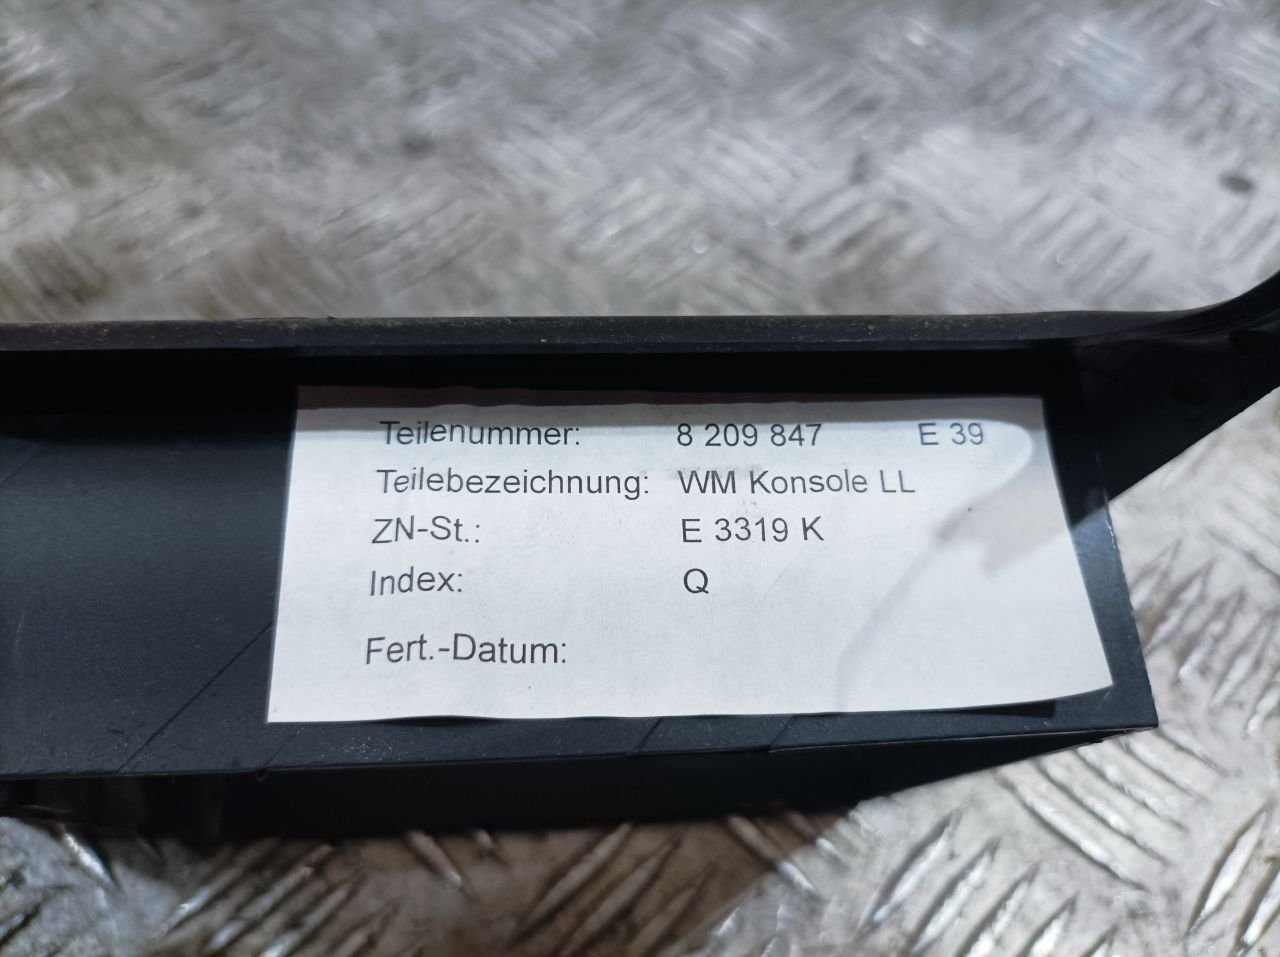 Teilenummer: 8 209 847 E 39
Teilebezeichnung: WM Konsole LL
ZN-St.: E 3319 K
Index: Q
Fert.-Datum: